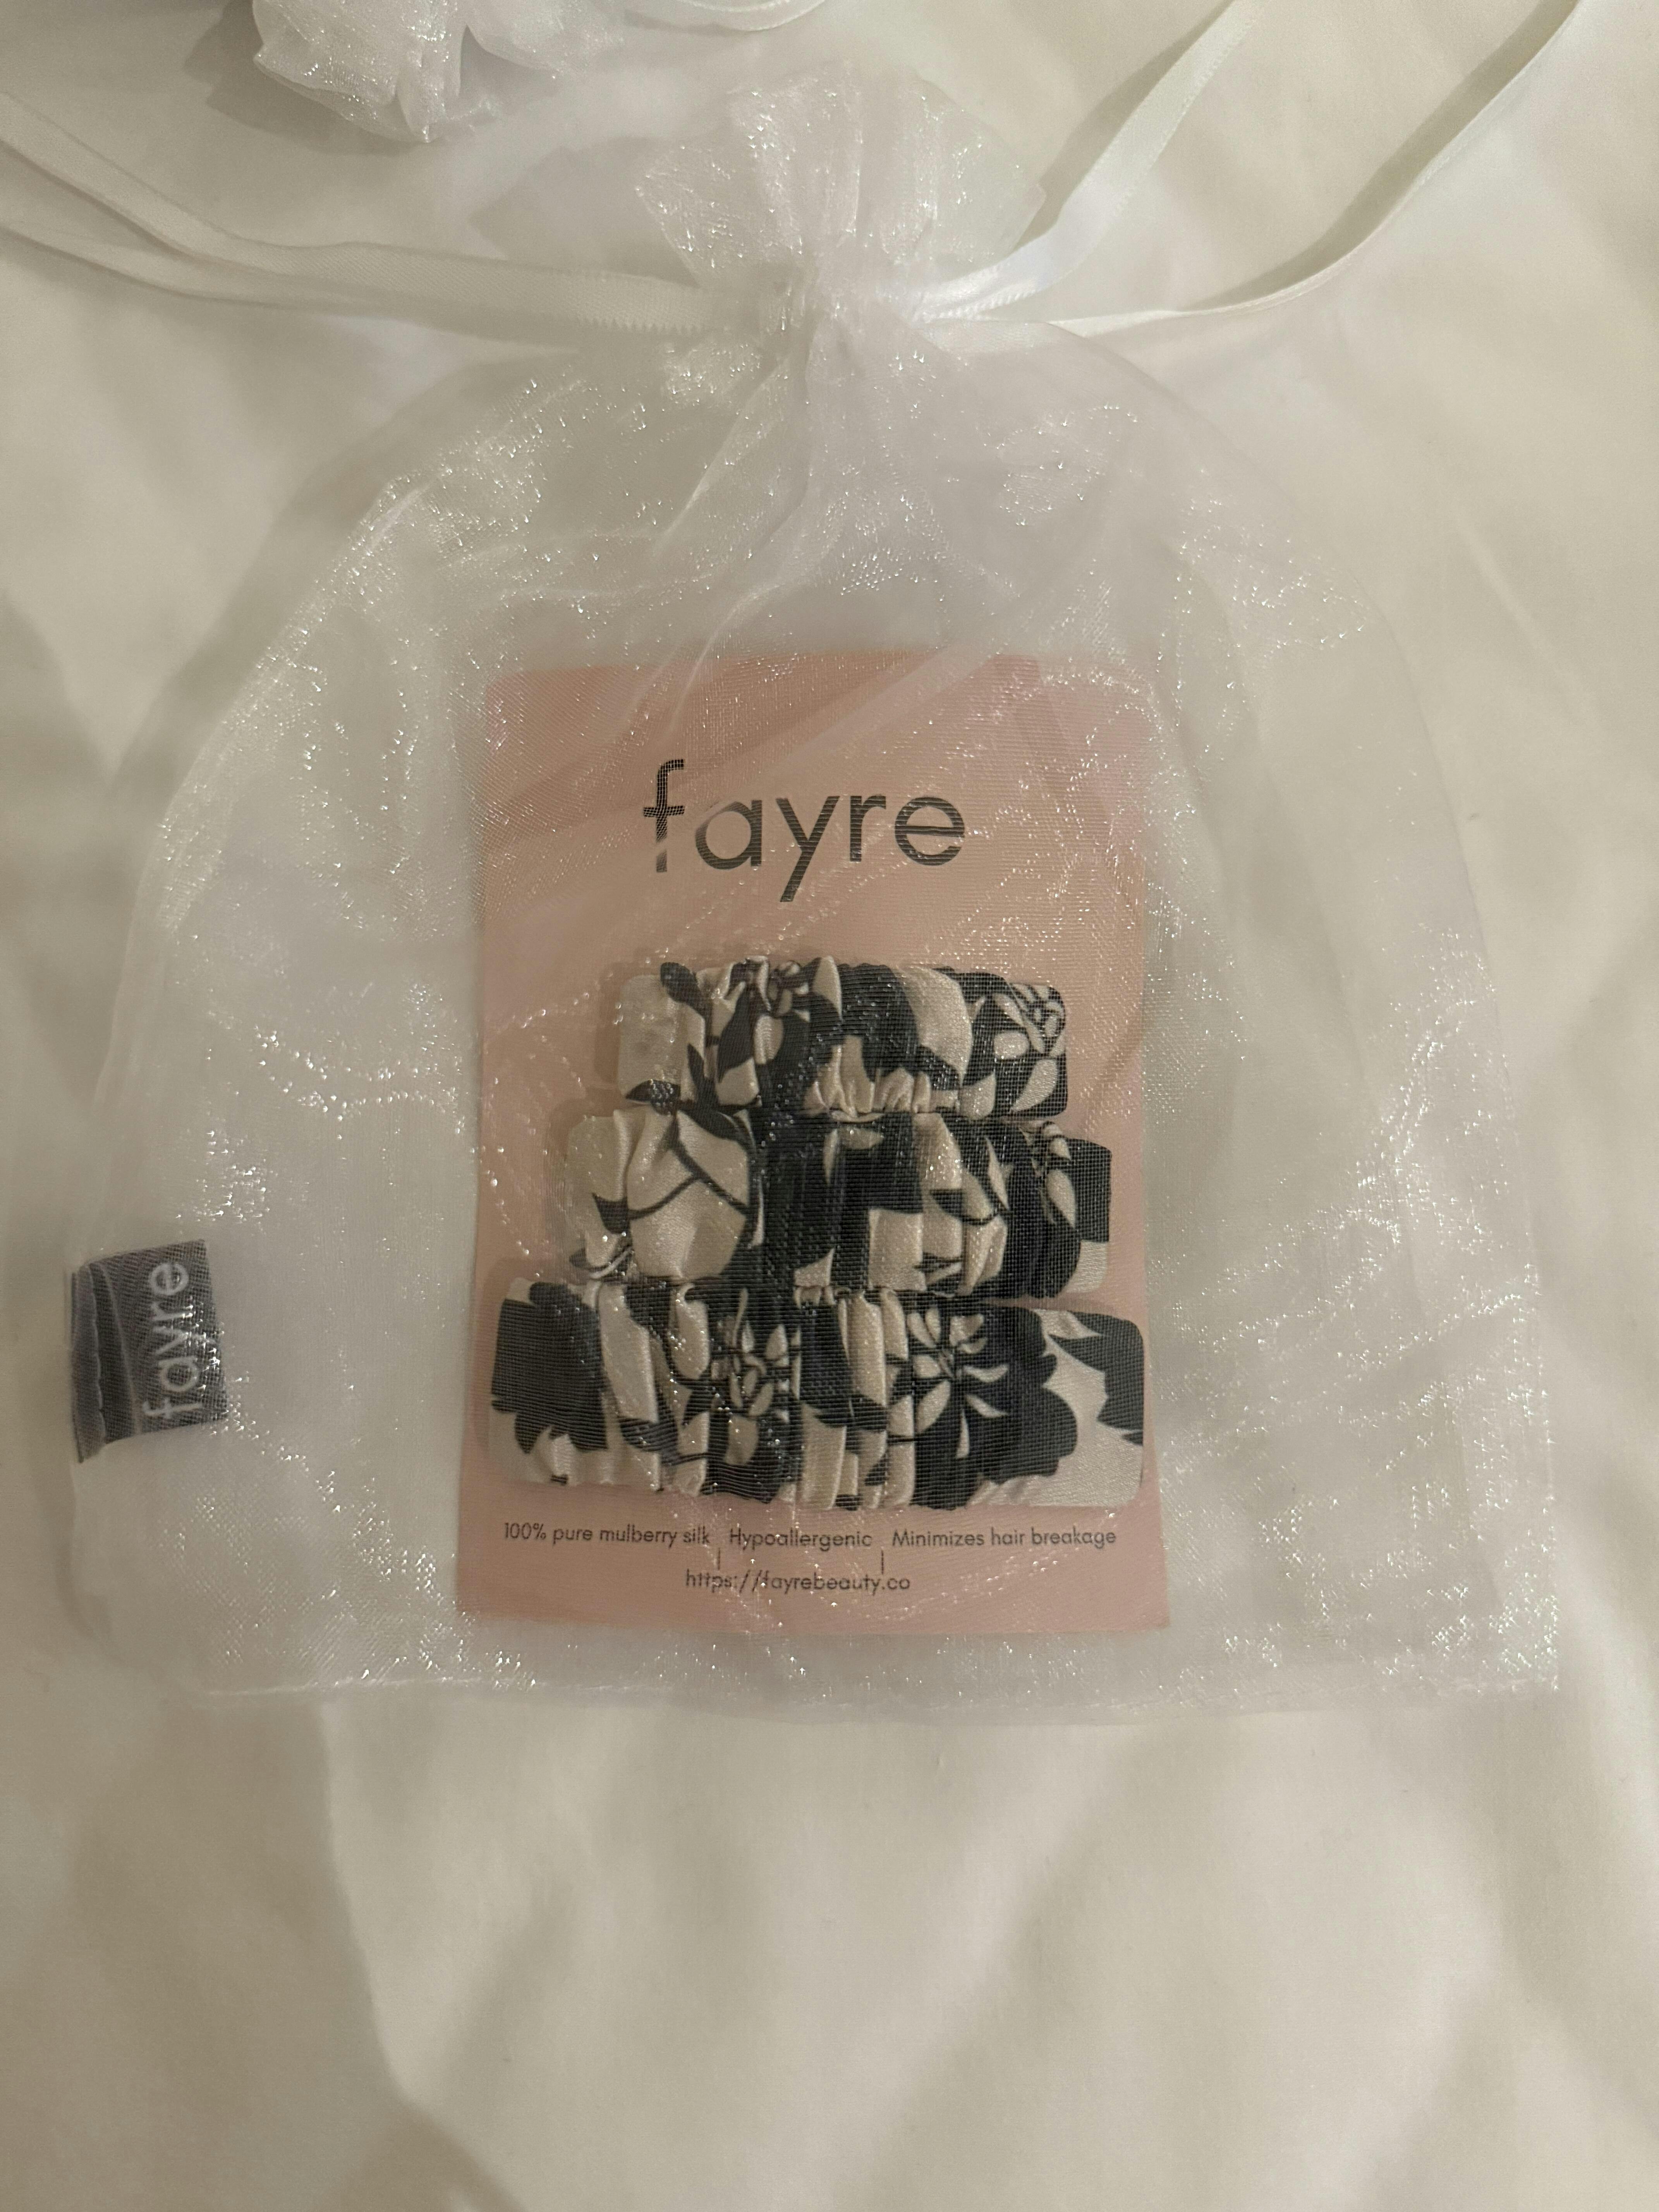 fayre
fayre
100% pure mulberry silk | Hypoallergenic | Minimizes hair breakage
https://fayrebeauty.co